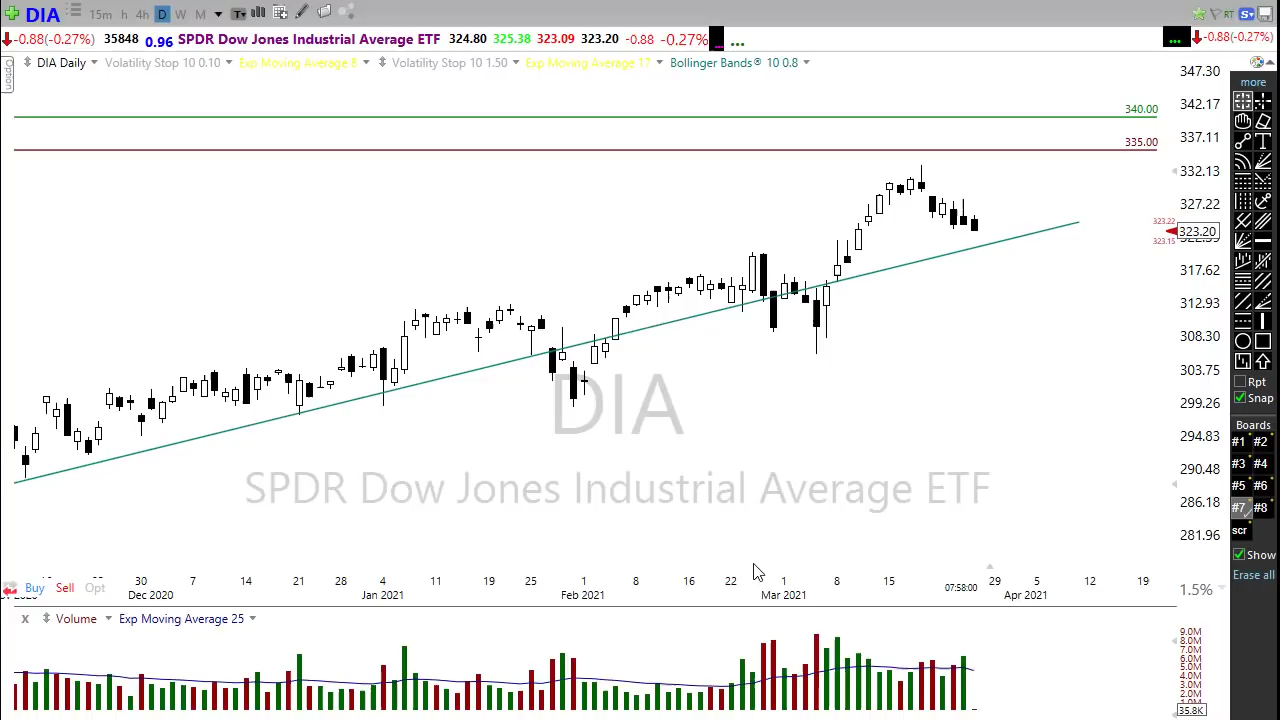 DIA 15m h 4h D W M T RT S
-0.88(-0.27%) 35848 0.96 SPDR Dow Jones Industrial Average ETF 324.80 325.38 323.09 323.20 -0.88 -0.27% ... ... -0.88(-0.27%)
Option
DIA Daily Volatility Stop 10 0.10 Exp Moving Average 8 Volatility Stop 10 1.50 Exp Moving Average 17 Bollinger Bands® 10 0.8
347.30
more
342.17
340.00
337.11
335.00
332.13
327.22
323.22
323.20
323.15
317.62
312.93
308.30
303.75
299.26
294.83
290.48
286.18
281.96
DIA
SPDR Dow Jones Industrial Average ETF
Rpt
Snap
Boards
#1 #2
#3 #4
#5 #6
#7 #8
scr
Show
Erase all
Buy Sell Opt
30 7 14 21 28 4 11 19 25 1 8 16 22 1 8 15 29 5 12 19
Dec 2020 Jan 2021 Feb 2021 Mar 2021 07:58:00 Apr 2021
1.5%
x Volume Exp Moving Average 25
9.0M
8.0M
7.0M
6.0M
5.0M
4.0M
3.0M
2.0M
35.8K